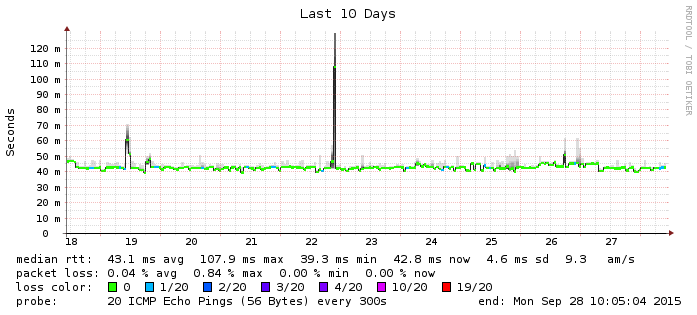 Last 10 Days
RRDTOOL / TOBI OETIKER
Seconds
120 m
110 m
100 m
90 m
80 m
70 m
60 m
50 m
40 m
30 m
20 m
10 m
0
18 19 20 21 22 23 24 25 26 27
median rtt: 43.1 ms avg 107.9 ms max 39.3 ms min 42.8 ms now 4.6 ms sd 9.3 am/s
packet loss: 0.04 % avg 0.84 % max 0.00 % min 0.00 % now
loss color: 0 1/20 2/20 3/20 4/20 10/20 19/20
probe: 20 ICMP Echo Pings (56 Bytes) every 300s end: Mon Sep 28 10:05:04 2015